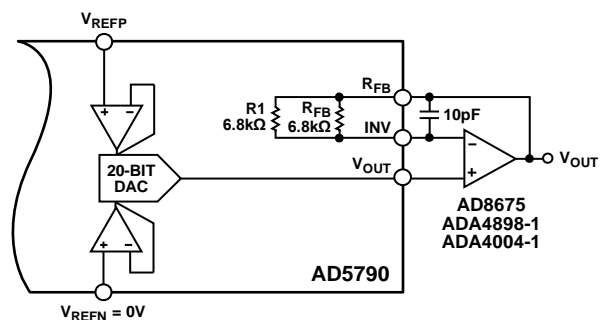 VREFP
R1
6.8kΩ
RFB
6.8kΩ
RFB
INV
VOUT
10pF
+ −
20-BIT
DAC
+ −
−
+
VOUT
AD8675
ADA4898-1
ADA4004-1
AD5790
VREFN = 0V